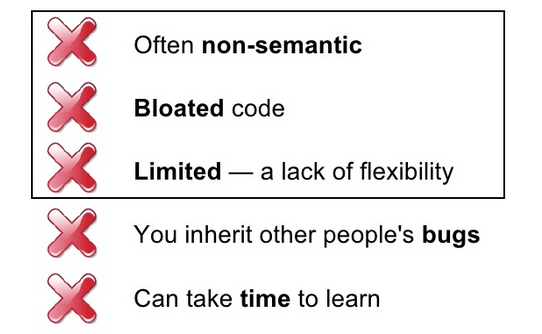 Often non-semantic
Bloated code
Limited — a lack of flexibility
You inherit other people's bugs
Can take time to learn